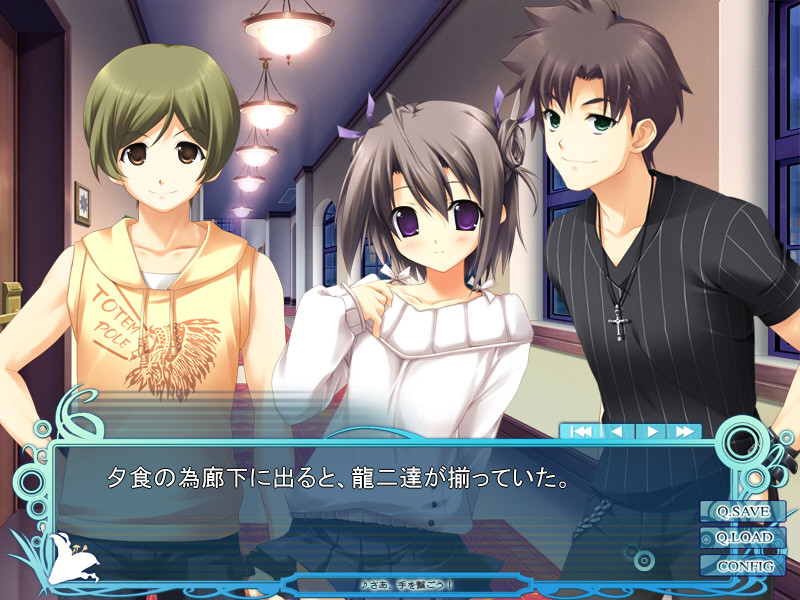 TOTEM
POLE
夕食の為廊下に出ると、龍二達が揃っていた。
Q.SAVE
Q.LOAD
CONFIG
♪さあ、手を繋ごう！